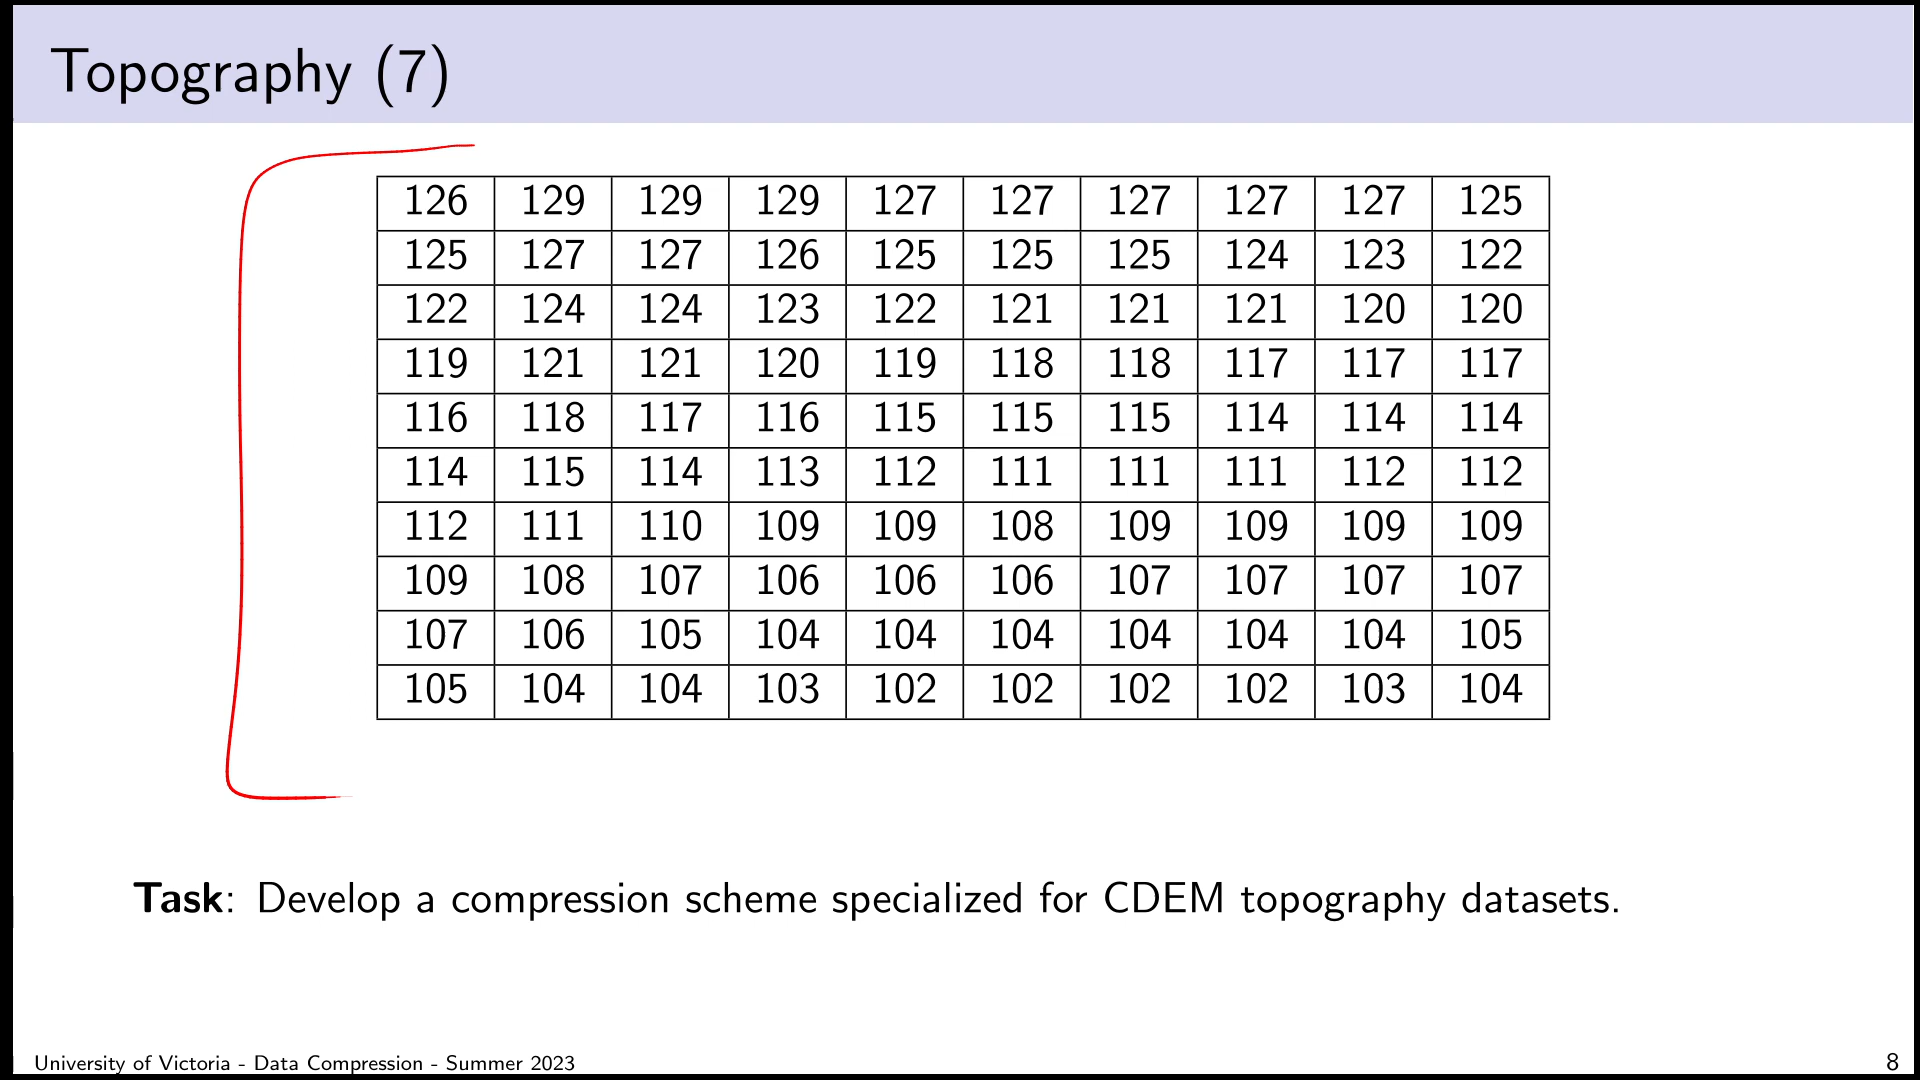 Topography (7)
126 129 129 129 127 127 127 127 127 125
125 127 127 126 125 125 125 124 123 122
122 124 124 123 122 121 121 121 120 120
119 121 121 120 119 118 118 117 117 117
116 118 117 116 115 115 115 114 114 114
114 115 114 113 112 111 111 111 112 112
112 111 110 109 109 108 109 109 109 109
109 108 107 106 106 106 107 107 107 107
107 106 105 104 104 104 104 104 104 105
105 104 104 103 102 102 102 102 103 104
Task: Develop a compression scheme specialized for CDEM topography datasets.
University of Victoria - Data Compression - Summer 2023
8